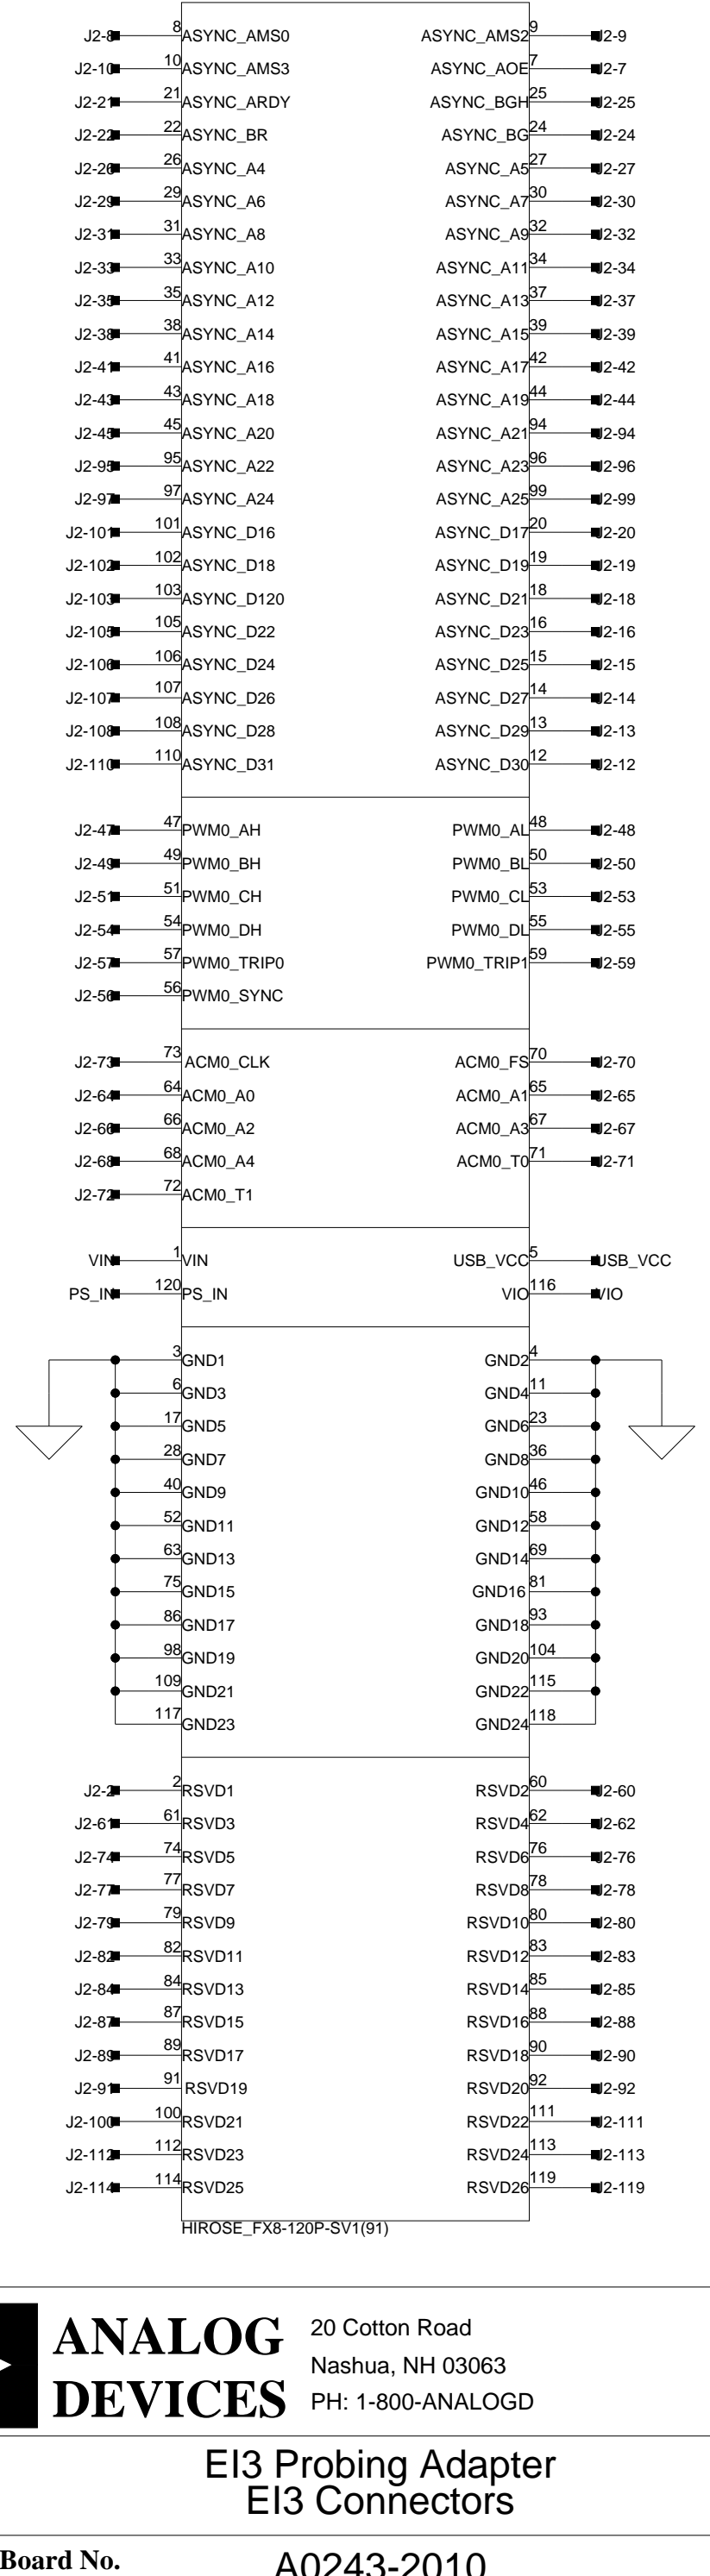 J2-8 8 ASYNC_AMS0 ASYNC_AMS2 9 J2-9
J2-10 10 ASYNC_AMS3 ASYNC_AOE 7 J2-7
J2-21 21 ASYNC_ARDY ASYNC_BGH 25 J2-25
J2-22 22 ASYNC_BR ASYNC_BG 24 J2-24
J2-26 26 ASYNC_A4 ASYNC_A5 27 J2-27
J2-29 29 ASYNC_A6 ASYNC_A7 30 J2-30
J2-31 31 ASYNC_A8 ASYNC_A9 32 J2-32
J2-33 33 ASYNC_A10 ASYNC_A11 34 J2-34
J2-35 35 ASYNC_A12 ASYNC_A13 37 J2-37
J2-38 38 ASYNC_A14 ASYNC_A15 39 J2-39
J2-41 41 ASYNC_A16 ASYNC_A17 42 J2-42
J2-43 43 ASYNC_A18 ASYNC_A19 44 J2-44
J2-45 45 ASYNC_A20 ASYNC_A21 94 J2-94
J2-95 95 ASYNC_A22 ASYNC_A23 96 J2-96
J2-97 97 ASYNC_A24 ASYNC_A25 99 J2-99
J2-101 101 ASYNC_D16 ASYNC_D17 20 J2-20
J2-102 102 ASYNC_D18 ASYNC_D19 19 J2-19
J2-103 103 ASYNC_D120 ASYNC_D21 18 J2-18
J2-105 105 ASYNC_D22 ASYNC_D23 16 J2-16
J2-106 106 ASYNC_D24 ASYNC_D25 15 J2-15
J2-107 107 ASYNC_D26 ASYNC_D27 14 J2-14
J2-108 108 ASYNC_D28 ASYNC_D29 13 J2-13
J2-110 110 ASYNC_D31 ASYNC_D30 12 J2-12
J2-47 47 PWM0_AH PWM0_AL 48 J2-48
J2-49 49 PWM0_BH PWM0_BL 50 J2-50
J2-51 51 PWM0_CH PWM0_CL 53 J2-53
J2-54 54 PWM0_DH PWM0_DL 55 J2-55
J2-57 57 PWM0_TRIP0 PWM0_TRIP1 59 J2-59
J2-56 56 PWM0_SYNC
J2-73 73 ACM0_CLK ACM0_FS 70 J2-70
J2-64 64 ACM0_A0 ACM0_A1 65 J2-65
J2-66 66 ACM0_A2 ACM0_A3 67 J2-67
J2-68 68 ACM0_A4 ACM0_T0 71 J2-71
J2-72 72 ACM0_T1
VIN 1 VIN USB_VCC 5 USB_VCC
PS_IN 120 PS_IN VIO 116 VIO
3 GND1 GND2 4
6 GND3 GND4 11
17 GND5 GND6 23
28 GND7 GND8 36
40 GND9 GND10 46
52 GND11 GND12 58
63 GND13 GND14 69
75 GND15 GND16 81
86 GND17 GND18 93
98 GND19 GND20 104
109 GND21 GND22 115
117 GND23 GND24 118
J2-2 2 RSVD1 RSVD2 60 J2-60
J2-61 61 RSVD3 RSVD4 62 J2-62
J2-74 74 RSVD5 RSVD6 76 J2-76
J2-77 77 RSVD7 RSVD8 78 J2-78
J2-79 79 RSVD9 RSVD10 80 J2-80
J2-82 82 RSVD11 RSVD12 83 J2-83
J2-84 84 RSVD13 RSVD14 85 J2-85
J2-87 87 RSVD15 RSVD16 88 J2-88
J2-89 89 RSVD17 RSVD18 90 J2-90
J2-91 91 RSVD19 RSVD20 92 J2-92
J2-100 100 RSVD21 RSVD22 111 J2-111
J2-112 112 RSVD23 RSVD24 113 J2-113
J2-114 114 RSVD25 RSVD26 119 J2-119
HIROSE_FX8-120P-SV1(91)
ANALOG
DEVICES
20 Cotton Road
Nashua, NH 03063
PH: 1-800-ANALOGD
EI3 Probing Adapter
EI3 Connectors
Board No. A0243-2010